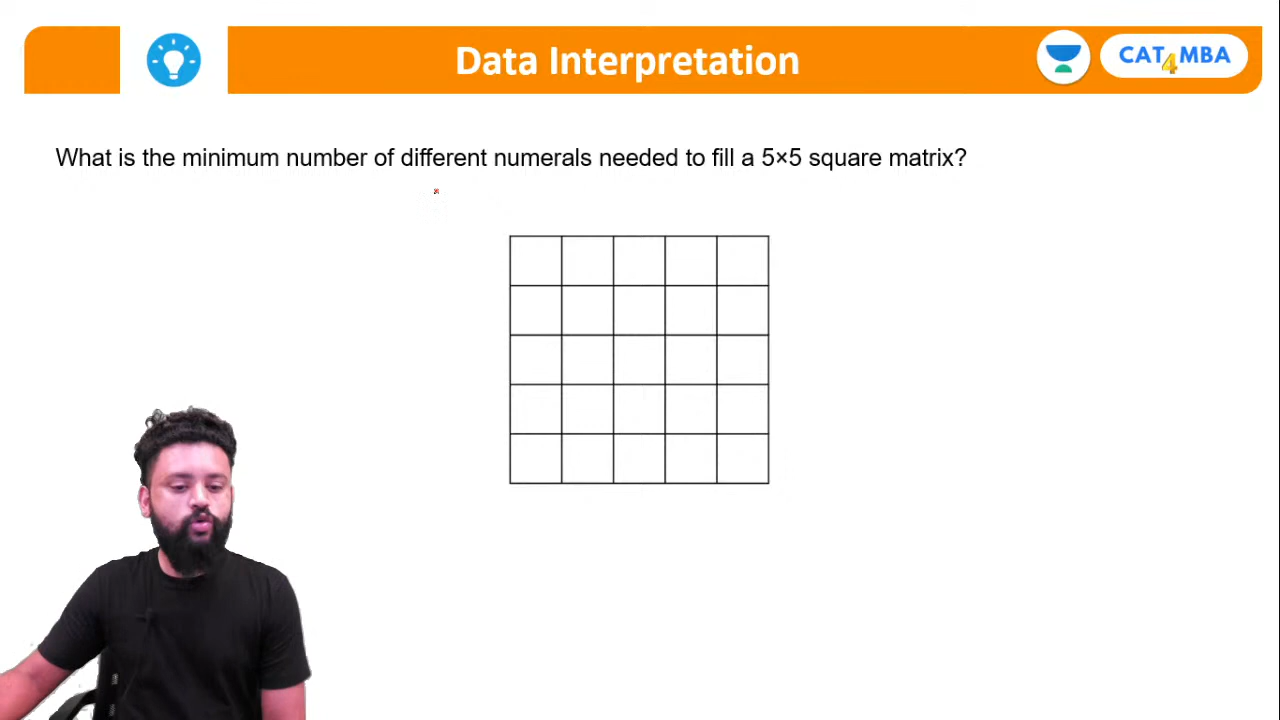 Data Interpretation
CAT4MBA
What is the minimum number of different numerals needed to fill a 5×5 square matrix?